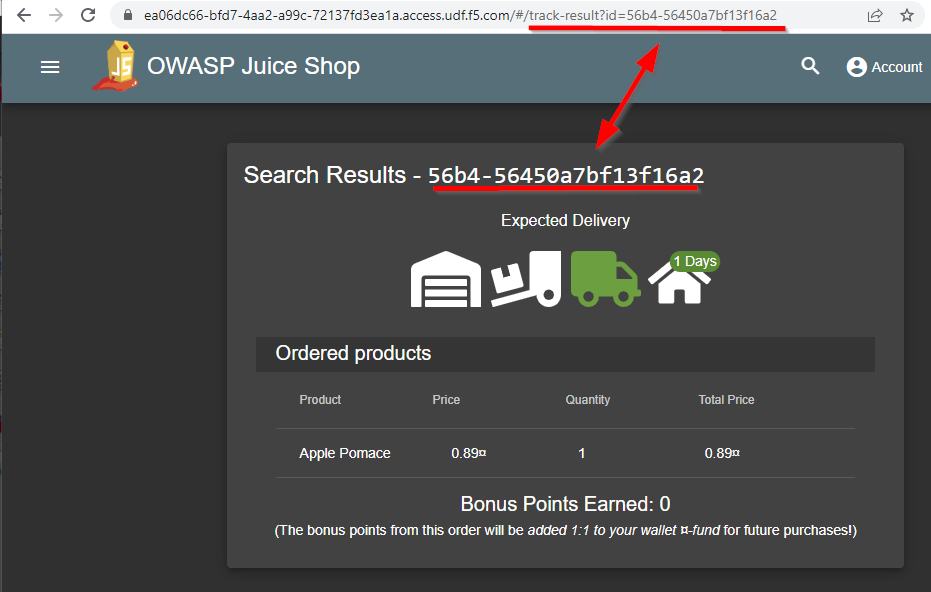 ea06dc66-bfd7-4aa2-a99c-72137fd3ea1a.access.udf.f5.com/#/track-result?id=56b4-56450a7bf13f16a2
JS OWASP Juice Shop Account
Search Results - 56b4-56450a7bf13f16a2
Expected Delivery
1 Days
Ordered products
Product Price Quantity Total Price
Apple Pomace 0.89¤ 1 0.89¤
Bonus Points Earned: 0
(The bonus points from this order will be added 1:1 to your wallet ¤-fund for future purchases!)